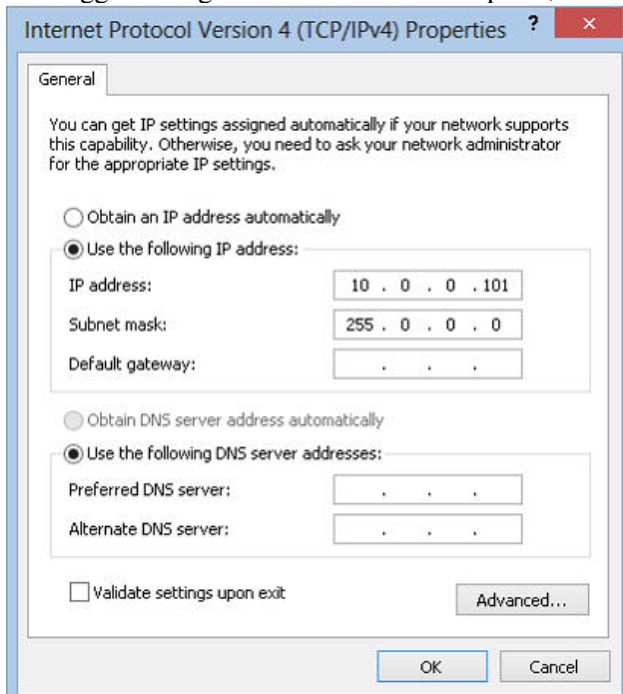 Internet Protocol Version 4 (TCP/IPv4) Properties ? ×
General
You can get IP settings assigned automatically if your network supports
this capability. Otherwise, you need to ask your network administrator
for the appropriate IP settings.
Obtain an IP address automatically
Use the following IP address:
IP address: 10 . 0 . 0 . 101
Subnet mask: 255 . 0 . 0 . 0
Default gateway: . . .
Obtain DNS server address automatically
Use the following DNS server addresses:
Preferred DNS server: . . .
Alternate DNS server: . . .
Validate settings upon exit
Advanced...
OK Cancel